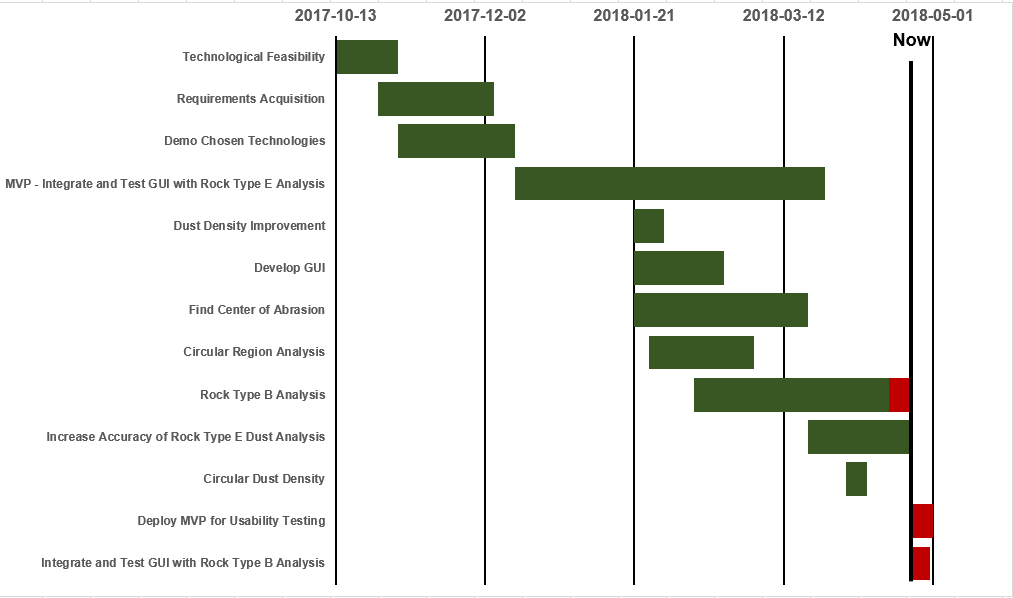 2017-10-13 2017-12-02 2018-01-21 2018-03-12 2018-05-01
Now
Technological Feasibility
Requirements Acquisition
Demo Chosen Technologies
MVP - Integrate and Test GUI with Rock Type E Analysis
Dust Density Improvement
Develop GUI
Find Center of Abrasion
Circular Region Analysis
Rock Type B Analysis
Increase Accuracy of Rock Type E Dust Analysis
Circular Dust Density
Deploy MVP for Usability Testing
Integrate and Test GUI with Rock Type B Analysis